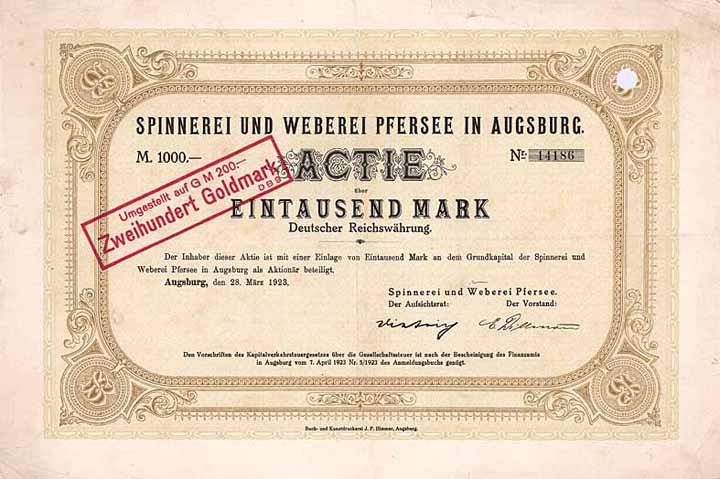 SPINNEREI UND WEBEREI PFERSEE IN AUGSBURG.
M. 1000.—
ACTIE
Nr. 14186
über
EINTAUSEND MARK
Deutscher Reichswährung.
Umgestellt auf G M 200.—
Zweihundert Goldmark
Der Inhaber dieser Aktie ist mit einer Einlage von Eintausend Mark an dem Grundkapital der Spinnerei und
Weberei Pfersee in Augsburg als Aktionär beteiligt.
Augsburg, den 28. März 1923.
Spinnerei und Weberei Pfersee.
Der Aufsichtsrat: Der Vorstand:
Den Vorschriften des Kapitalverkehrsteuergesetzes über die Gesellschaftssteuer ist nach der Bescheinigung des Finanzamts
in Augsburg vom 7. April 1923 Nr. 5/1923 des Anmeldungsbuchs genügt.
Buch- und Kunstdruckerei J. P. Himmer, Augsburg.